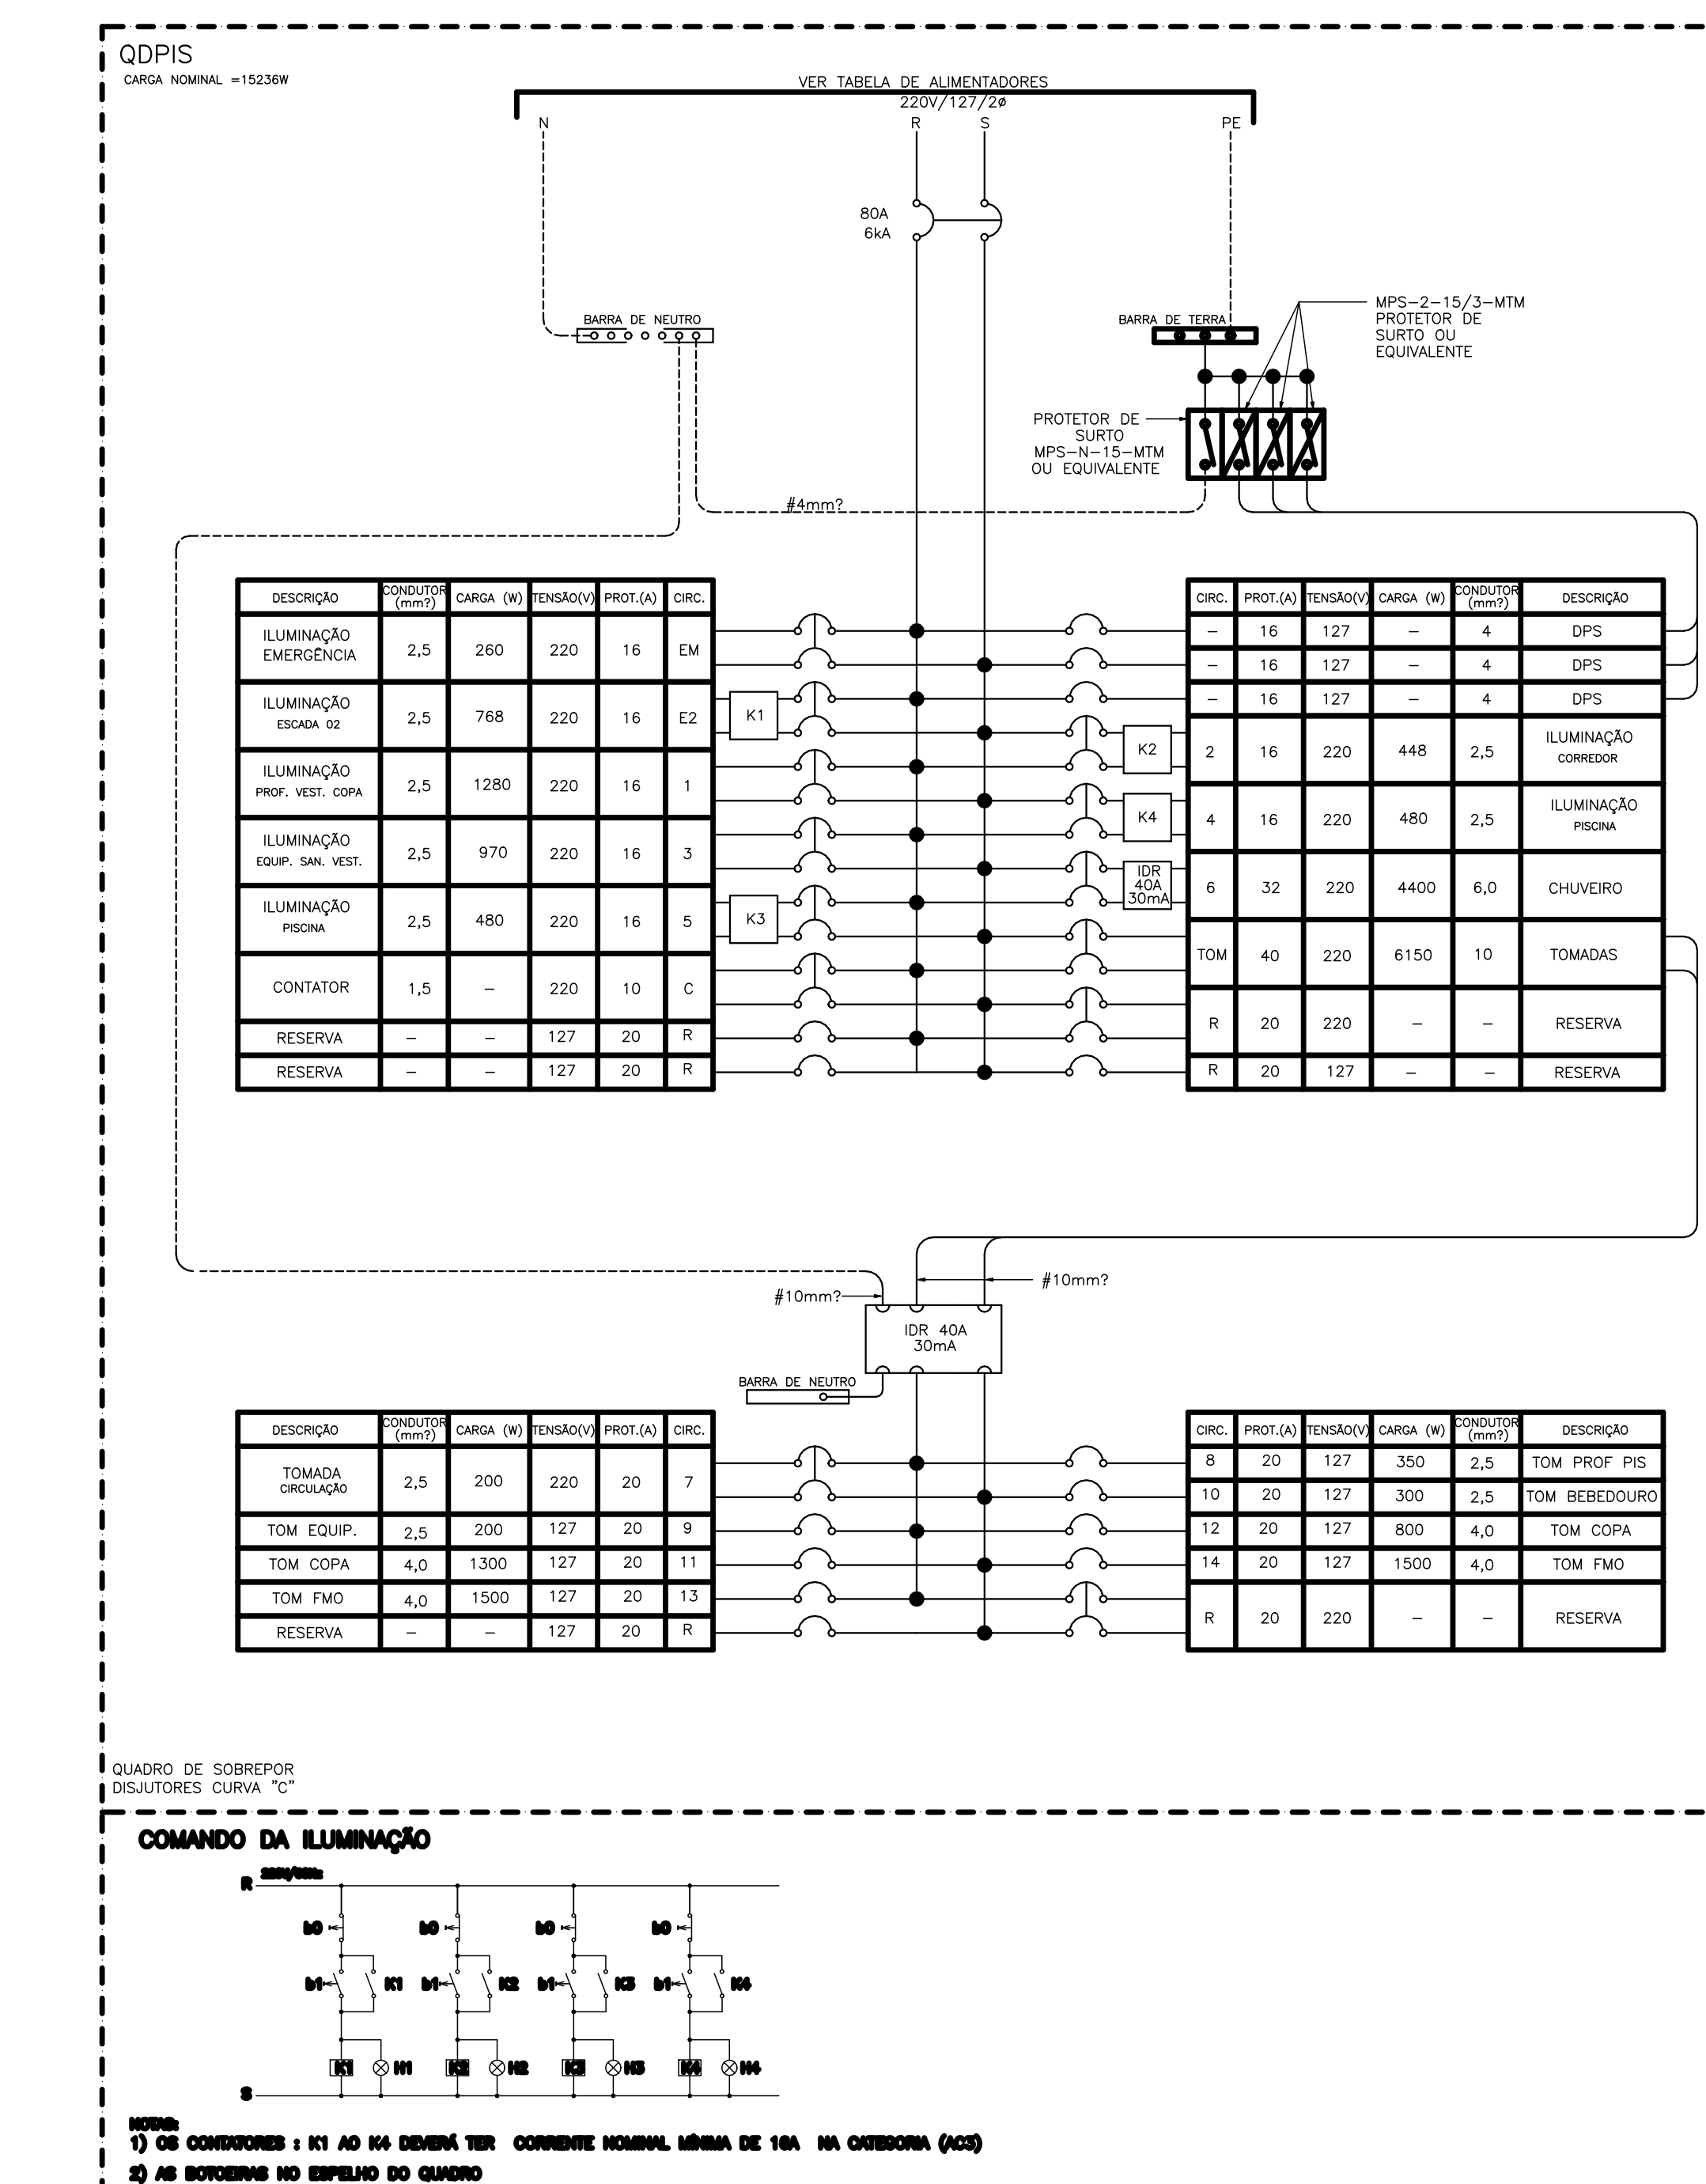 QDPIS
CARGA NOMINAL =15236W
VER TABELA DE ALIMENTADORES
220V/127/2ø
N
R
S
PE
80A
6kA
BARRA DE NEUTRO
BARRA DE TERRA
MPS-2-15/3-MTM
PROTETOR DE
SURTO OU
EQUIVALENTE
PROTETOR DE
SURTO
MPS-N-15-MTM
OU EQUIVALENTE
#4mm?
DESCRIÇÃO CONDUTOR (mm?) CARGA (W) TENSÃO(V) PROT.(A) CIRC.
ILUMINAÇÃO EMERGÊNCIA 2,5 260 220 16 EM
ILUMINAÇÃO ESCADA 02 2,5 768 220 16 E2
K1
ILUMINAÇÃO PROF. VEST. COPA 2,5 1280 220 16 1
ILUMINAÇÃO EQUIP. SAN. VEST. 2,5 970 220 16 3
ILUMINAÇÃO PISCINA 2,5 480 220 16 5
K3
CONTATOR 1,5 – 220 10 C
RESERVA – – 127 20 R
RESERVA – – 127 20 R
CIRC. PROT.(A) TENSÃO(V) CARGA (W) CONDUTOR (mm?) DESCRIÇÃO
– 16 127 – 4 DPS
– 16 127 – 4 DPS
– 16 127 – 4 DPS
K2
2 16 220 448 2,5 ILUMINAÇÃO CORREDOR
K4
4 16 220 480 2,5 ILUMINAÇÃO PISCINA
IDR
40A
30mA
6 32 220 4400 6,0 CHUVEIRO
TOM 40 220 6150 10 TOMADAS
R 20 220 – – RESERVA
R 20 127 – – RESERVA
#10mm?
#10mm?
IDR 40A
30mA
BARRA DE NEUTRO
DESCRIÇÃO CONDUTOR (mm?) CARGA (W) TENSÃO(V) PROT.(A) CIRC.
TOMADA CIRCULAÇÃO 2,5 200 220 20 7
TOM EQUIP. 2,5 200 127 20 9
TOM COPA 4,0 1300 127 20 11
TOM FMO 4,0 1500 127 20 13
RESERVA – – 127 20 R
CIRC. PROT.(A) TENSÃO(V) CARGA (W) CONDUTOR (mm?) DESCRIÇÃO
8 20 127 350 2,5 TOM PROF PIS
10 20 127 300 2,5 TOM BEBEDOURO
12 20 127 800 4,0 TOM COPA
14 20 127 1500 4,0 TOM FMO
R 20 220 – – RESERVA
QUADRO DE SOBREPOR
DISJUTORES CURVA "C"
COMANDO DA ILUMINAÇÃO
R
b0 b0 b0 b0
b1 K1 b1 K2 b1 K3 b1 K4
K1 H1 K2 H2 K3 H3 K4 H4
S
NOTAS:
1) OS CONTATORES : K1 AO K4 DEVERÁ TER CORRENTE NOMINAL MÍNIMA DE 16A NA CATEGORIA (AC3)
2) AS BOTOEIRAS NO ESPELHO DO QUADRO